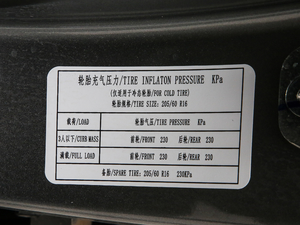 轮胎充气压力/TIRE INFLATON PRESSURE KPa
(仅适用于冷态轮胎/FOR COLD TIRE)
轮胎规格/TIRE SIZE: 205/60 R16
载荷/LOAD 轮胎气压/TIRE PRESSURE KPa
3人以下/CURB MASS 前轮/FRONT 230 后轮/REAR 230
满载/FULL LOAD 前轮/FRONT 230 后轮/REAR 230
备胎/SPARE TIRE: 205/60 R16 230KPa